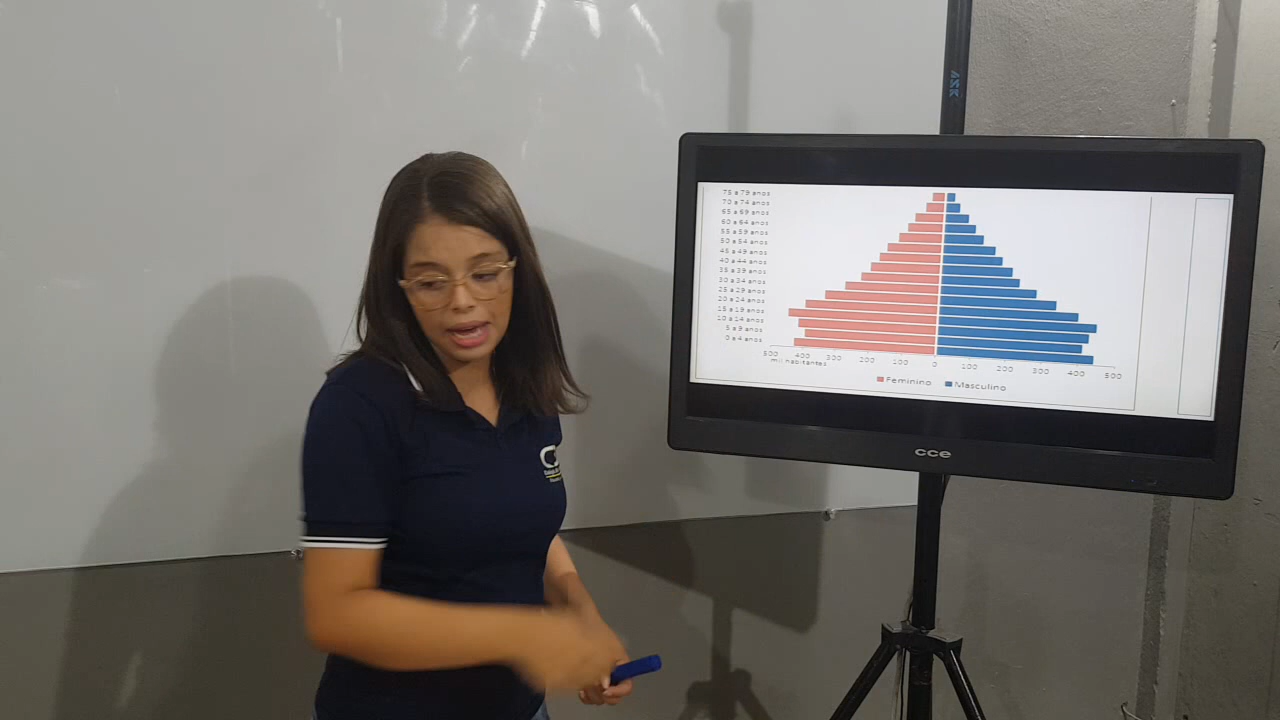 ASK
75 a 79 anos
70 a 74 anos
65 a 69 anos
60 a 64 anos
55 a 59 anos
50 a 54 anos
45 a 49 anos
40 a 44 anos
35 a 39 anos
30 a 34 anos
25 a 29 anos
20 a 24 anos
15 a 19 anos
10 a 14 anos
5 a 9 anos
0 a 4 anos
500 400 300 200 100 0 100 200 300 400 500
mil habitantes
Feminino Masculino
cce